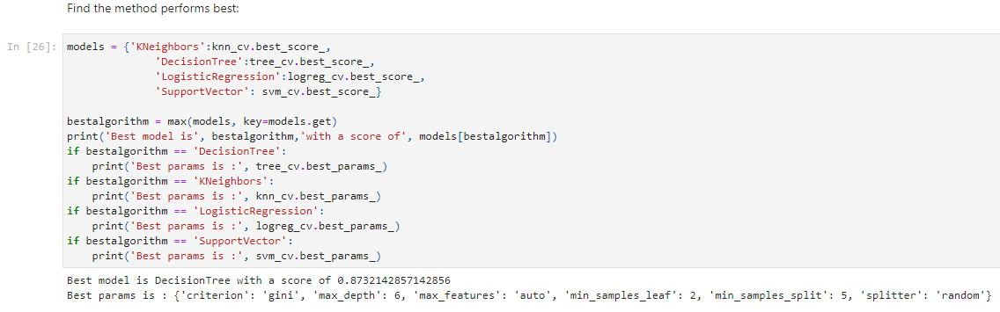 Find the method performs best:
In [26]: models = {'KNeighbors':knn_cv.best_score_,
'DecisionTree':tree_cv.best_score_,
'LogisticRegression':logreg_cv.best_score_,
'SupportVector': svm_cv.best_score_}
bestalgorithm = max(models, key=models.get)
print('Best model is', bestalgorithm,'with a score of', models[bestalgorithm])
if bestalgorithm == 'DecisionTree':
print('Best params is :', tree_cv.best_params_)
if bestalgorithm == 'KNeighbors':
print('Best params is :', knn_cv.best_params_)
if bestalgorithm == 'LogisticRegression':
print('Best params is :', logreg_cv.best_params_)
if bestalgorithm == 'SupportVector':
print('Best params is :', svm_cv.best_params_)
Best model is DecisionTree with a score of 0.8732142857142856
Best params is : {'criterion': 'gini', 'max_depth': 6, 'max_features': 'auto', 'min_samples_leaf': 2, 'min_samples_split': 5, 'splitter': 'random'}